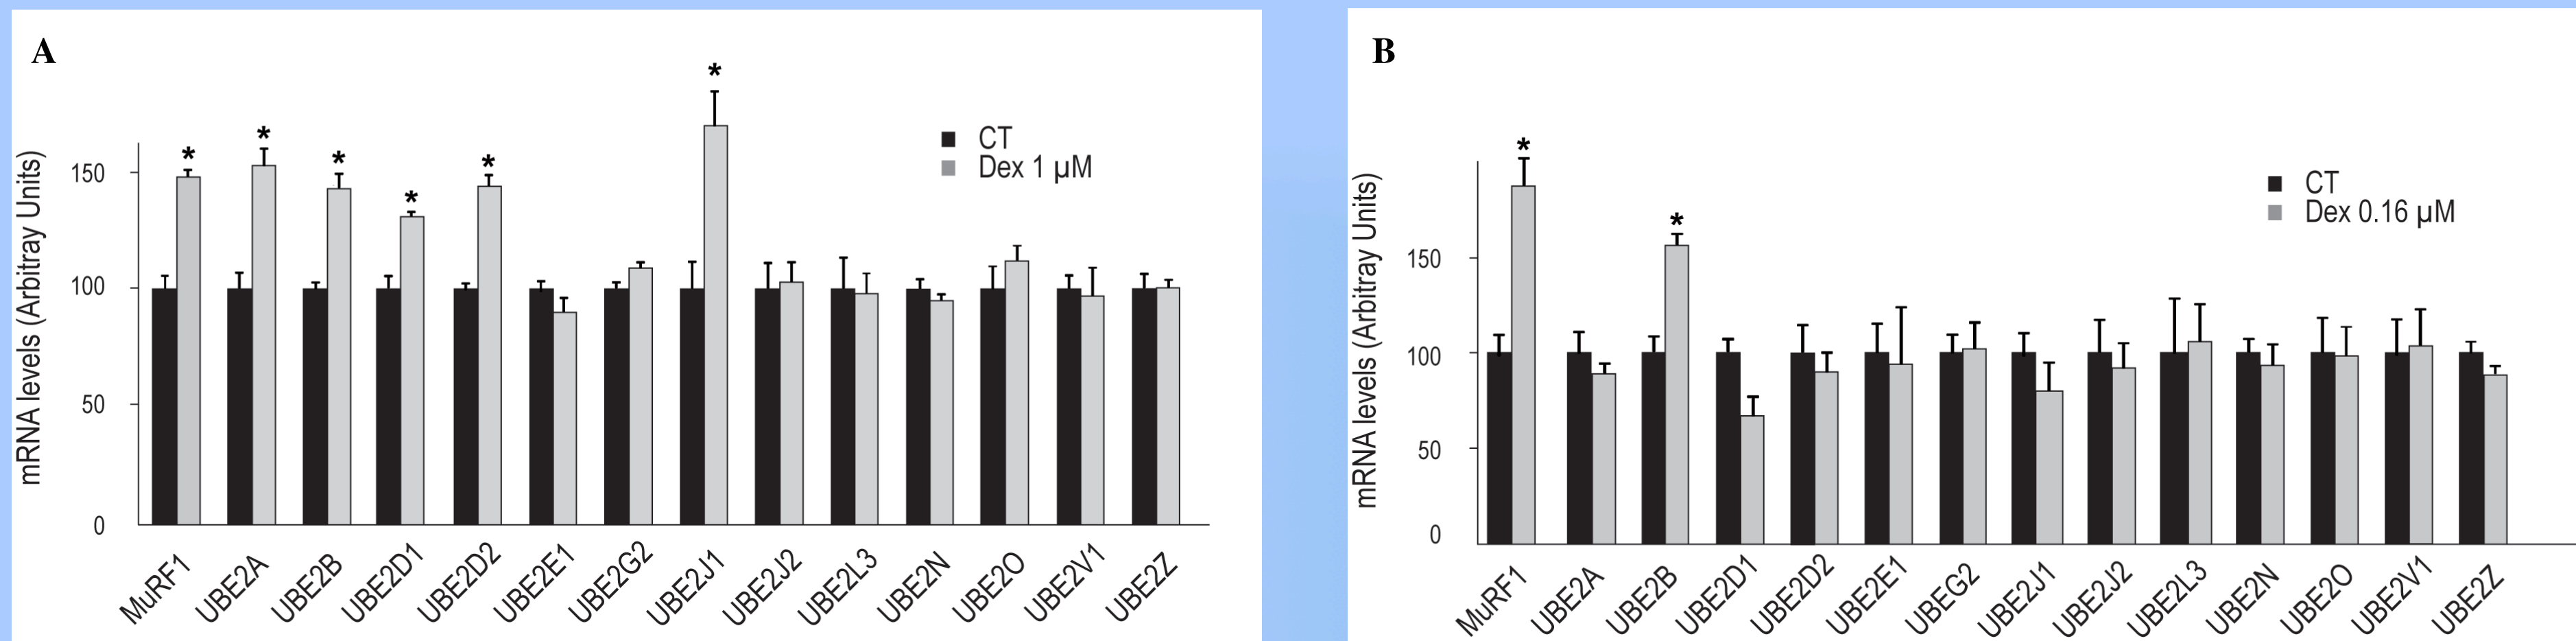 A
*
*
*
*
*
*
CT
Dex 1 µM
mRNA levels (Arbitray Units)
150
100
50
0
MuRF1
UBE2A
UBE2B
UBE2D1
UBE2D2
UBE2E1
UBE2G2
UBE2J1
UBE2J2
UBE2L3
UBE2N
UBE2O
UBE2V1
UBE2Z
B
*
*
CT
Dex 0.16 µM
mRNA levels (Arbitray Units)
150
100
50
0
MuRF1
UBE2A
UBE2B
UBE2D1
UBE2D2
UBE2E1
UBEG2
UBE2J1
UBE2J2
UBE2L3
UBE2N
UBE2O
UBE2V1
UBE2Z